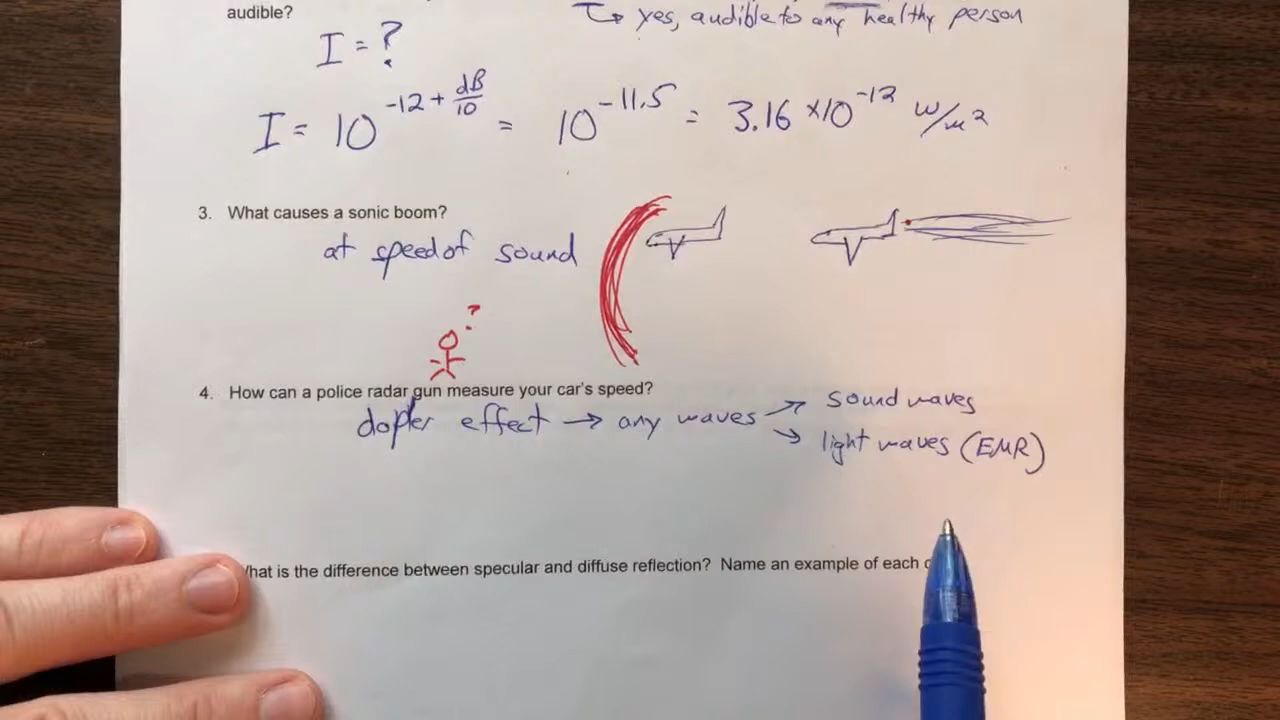 audible?
↳ yes, audible to any healthy person
I = ?
I = 10^(-12 + dB/10) = 10^(-11.5) = 3.16 × 10^(-12) W/m²
3. What causes a sonic boom?
at speed of sound
?
4. How can a police radar gun measure your car's speed?
dopler effect → any waves → sound waves
→ light waves (EMR)
hat is the difference between specular and diffuse reflection? Name an example of each